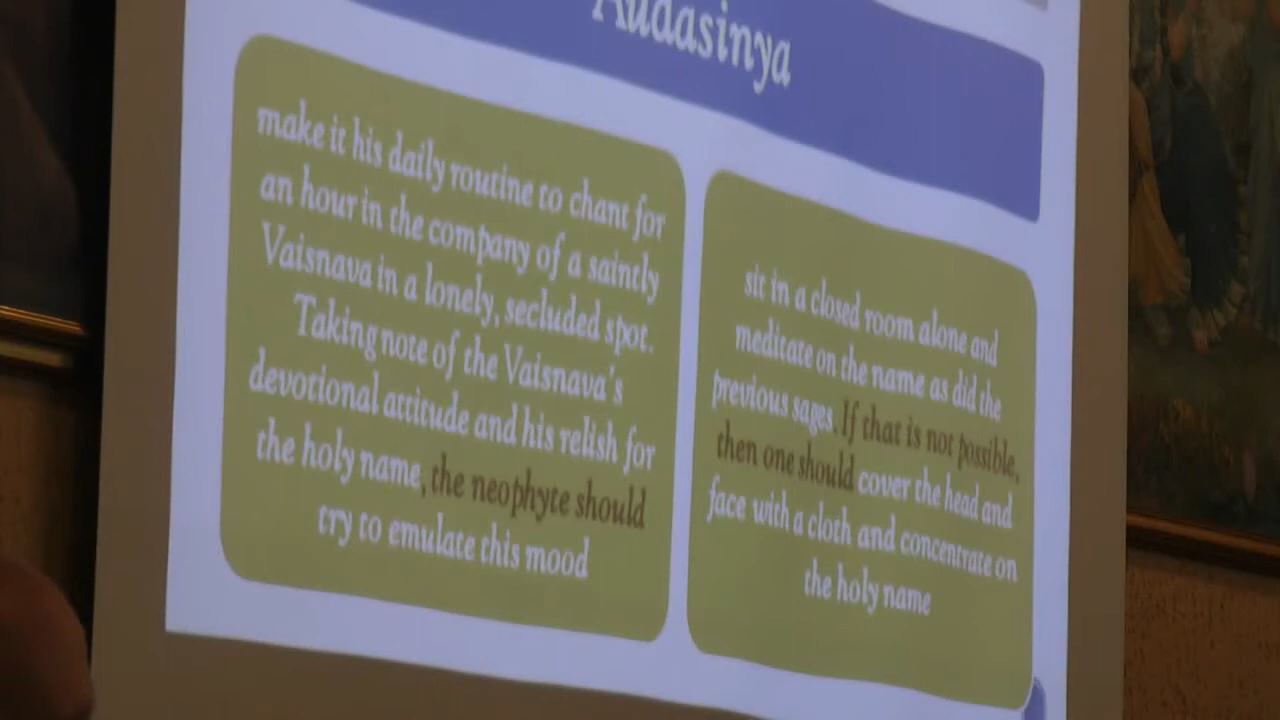 Audasinya
make it his daily routine to chant for
an hour in the company of a saintly
Vaisnava in a lonely, secluded spot.
Taking note of the Vaisnava's
devotional attitude and his relish for
the holy name, the neophyte should
try to emulate this mood
sit in a closed room alone and
meditate on the name as did the
previous sages. If that is not possible,
then one should cover the head and
face with a cloth and concentrate on
the holy name